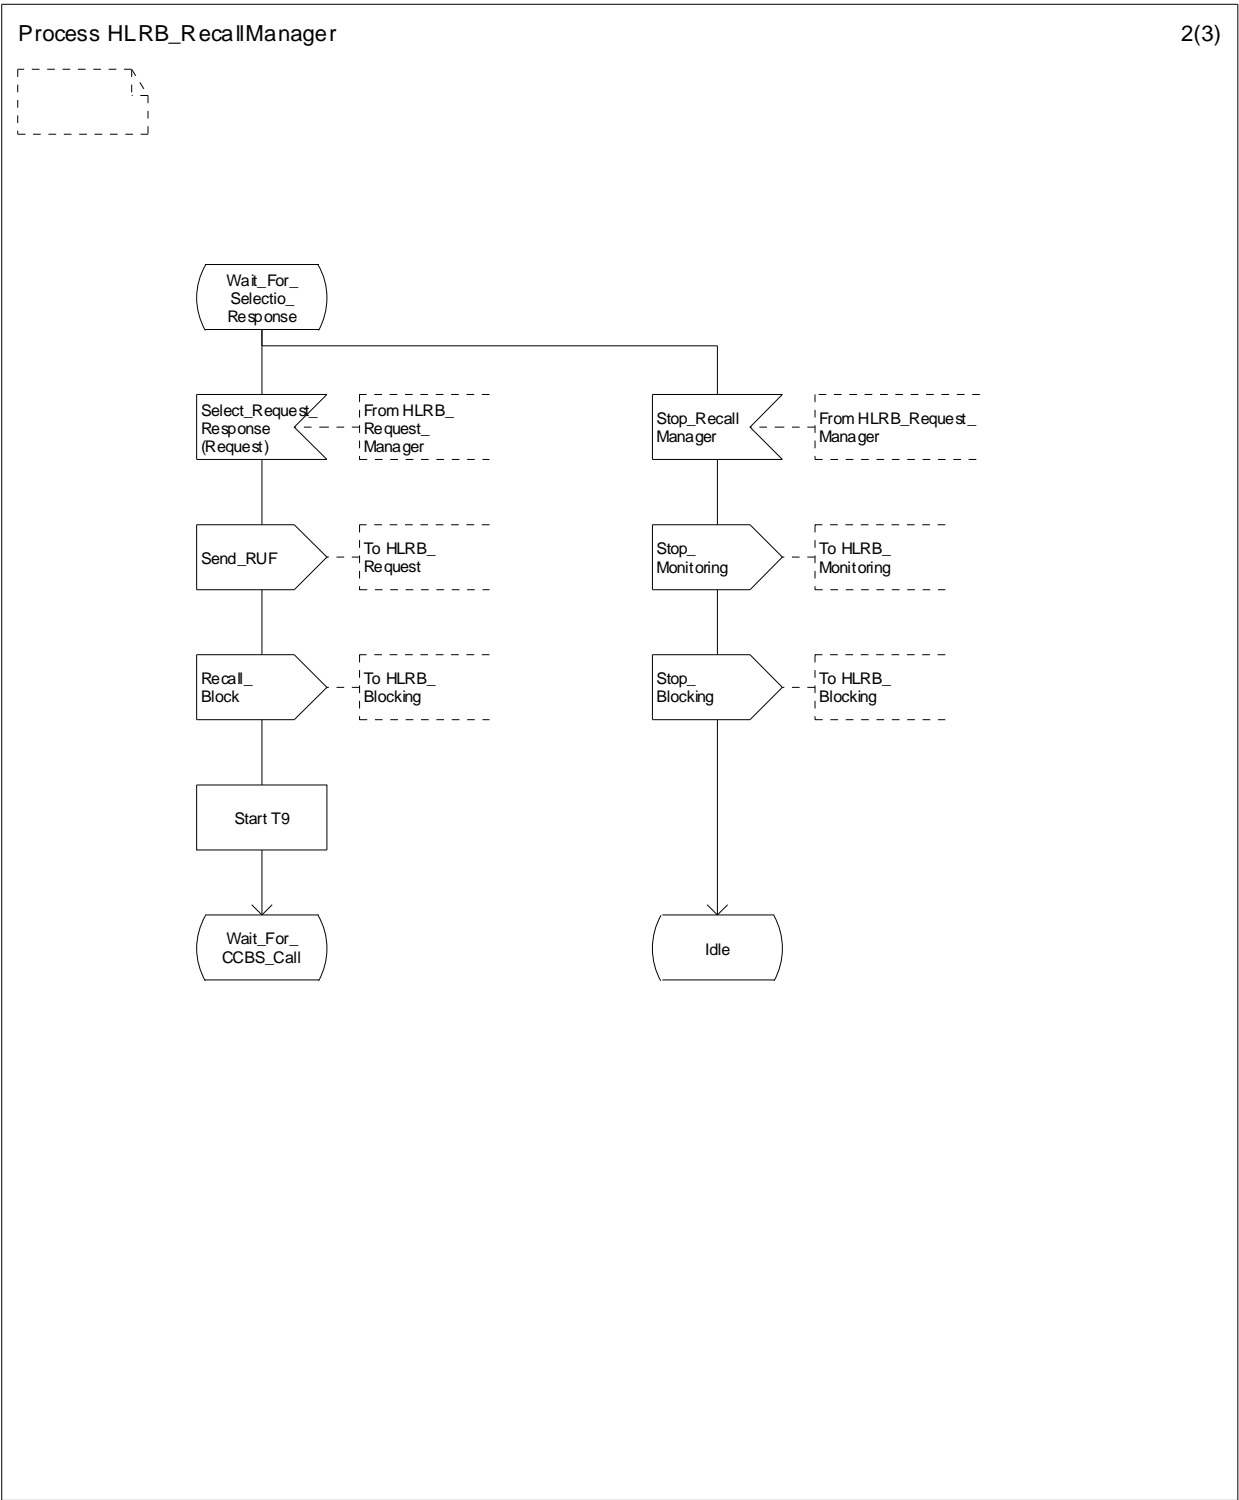 Process HLRB_RecallManager
2(3)
Wait_For_
Selectio_
Response
Select_Request_
Response
(Request)
From HLRB_
Request_
Manager
Stop_Recall
Manager
From HLRB_Request_
Manager
Send_RUF
To HLRB_
Request
Stop_
Monitoring
To HLRB_
Monitoring
Recall_
Block
To HLRB_
Blocking
Stop_
Blocking
To HLRB_
Blocking
Start T9
Wait_For_
CCBS_Call
Idle